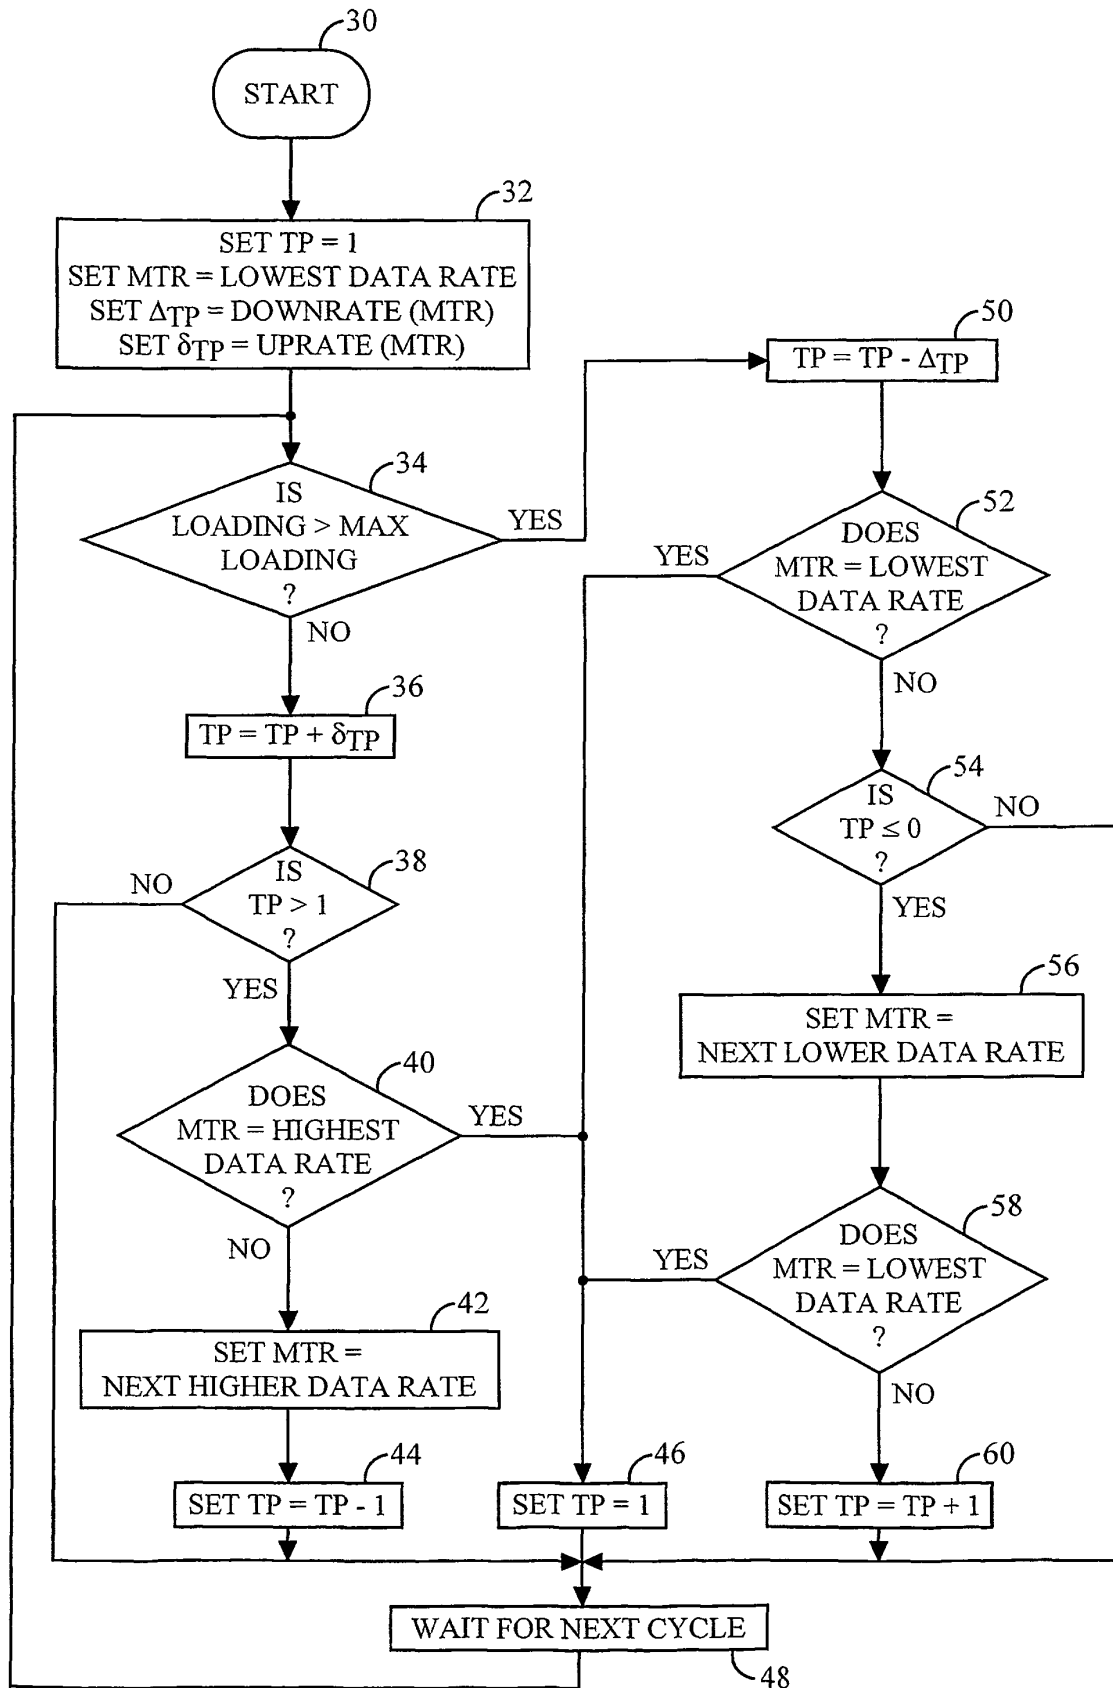 30
START
32
SET TP = 1
SET MTR = LOWEST DATA RATE
SET ΔTP = DOWNRATE (MTR)
SET δTP = UPRATE (MTR)
50
TP = TP - ΔTP
34
IS
LOADING > MAX
LOADING
?
YES
NO
52
DOES
MTR = LOWEST
DATA RATE
?
YES
NO
36
TP = TP + δTP
54
IS
TP ≤ 0
?
NO
YES
38
IS
TP > 1
?
NO
YES
56
SET MTR =
NEXT LOWER DATA RATE
40
DOES
MTR = HIGHEST
DATA RATE
?
YES
NO
58
DOES
MTR = LOWEST
DATA RATE
?
YES
NO
42
SET MTR =
NEXT HIGHER DATA RATE
44
SET TP = TP - 1
46
SET TP = 1
60
SET TP = TP + 1
WAIT FOR NEXT CYCLE
48